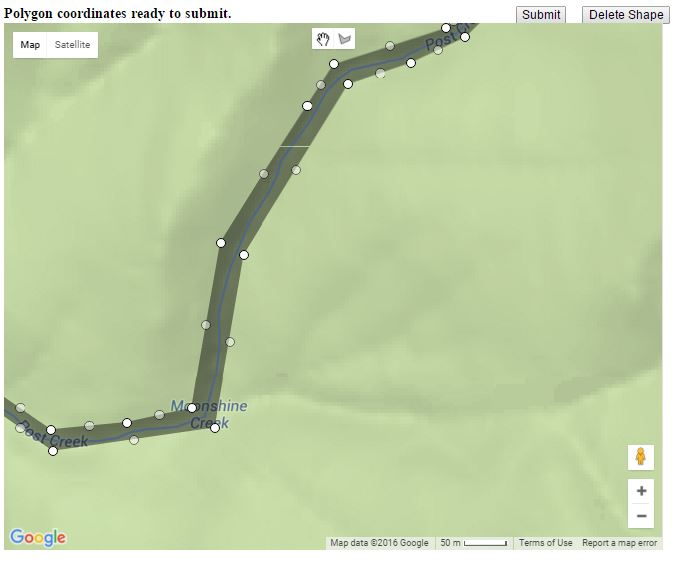 Polygon coordinates ready to submit.
Submit
Delete Shape
Map
Satellite
Post Cr
Moonshine
Creek
Post Creek
Google
Map data ©2016 Google
50 m
Terms of Use
Report a map error